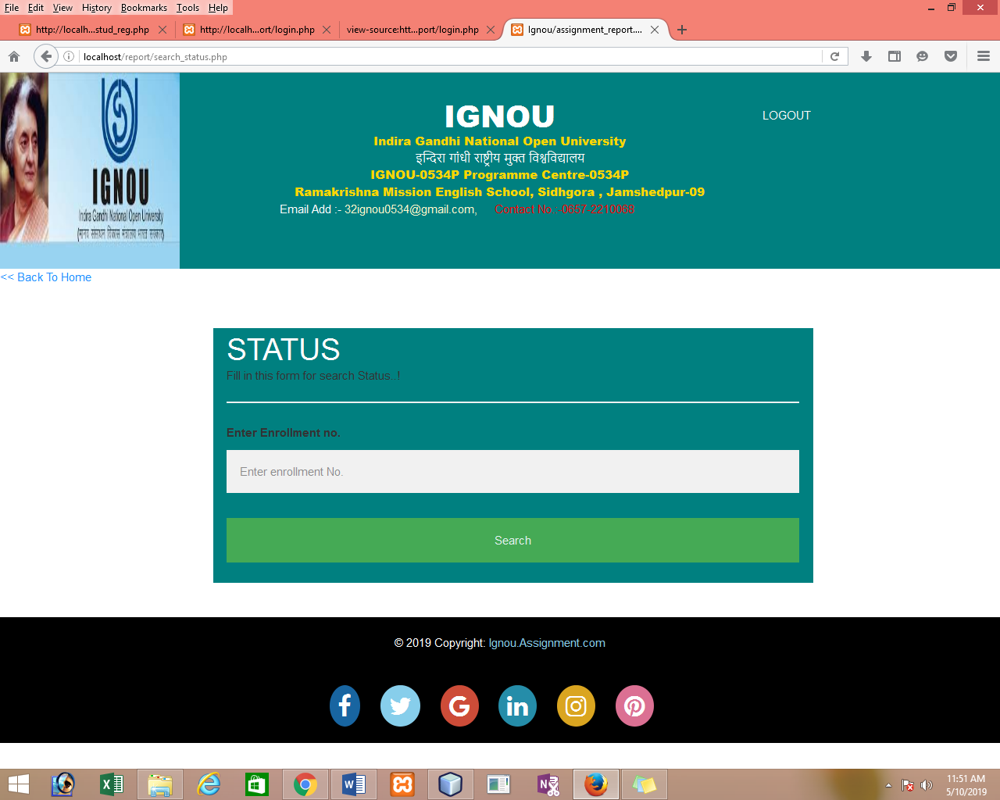 File Edit View History Bookmarks Tools Help
http://localh...stud_reg.php
http://localh...ort/login.php
view-source:htt...port/login.php
Ignou/assignment_report....
localhost/report/search_status.php
IGNOU
Indira Gandhi National Open University
(मानव संसाधन विकास मंत्रालय भारत सरकार)
IGNOU
LOGOUT
Indira Gandhi National Open University
इन्दिरा गांधी राष्ट्रीय मुक्त विश्वविद्यालय
IGNOU-0534P Programme Centre-0534P
Ramakrishna Mission English School, Sidhgora , Jamshedpur-09
Email Add :- 32ignou0534@gmail.com, Contact No.:-0657-2210068
<< Back To Home
STATUS
Fill in this form for search Status..!
Enter Enrollment no.
Enter enrollment No.
Search
© 2019 Copyright: Ignou.Assignment.com
11:51 AM
5/10/2019